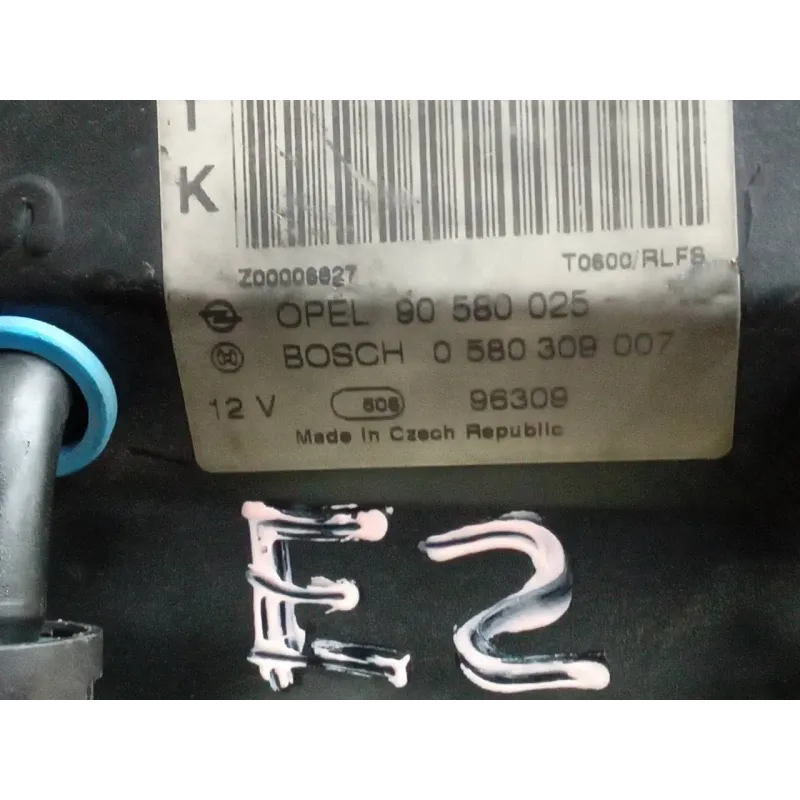 K
Z00006827 T0600/RLFS
OPEL 90 580 025
BOSCH 0 580 309 007
12 V 508 96309
Made in Czech Republic
E2